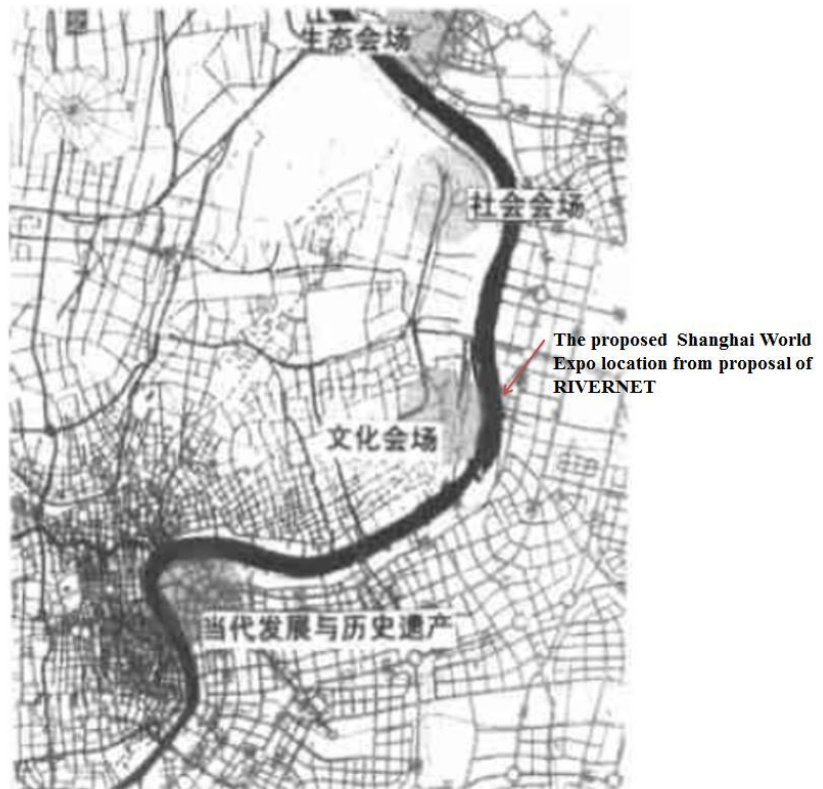 生态会场
社会会场
The proposed Shanghai World
Expo location from proposal of
RIVERNET
文化会场
当代发展与历史遗产